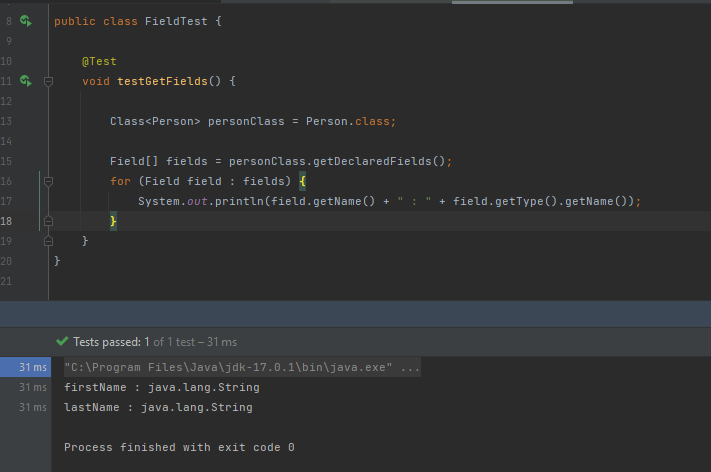 8 public class FieldTest {
9
10 @Test
11 void testGetFields() {
12
13 Class<Person> personClass = Person.class;
14
15 Field[] fields = personClass.getDeclaredFields();
16 for (Field field : fields) {
17 System.out.println(field.getName() + " : " + field.getType().getName());
18 }
19 }
20 }
21
Tests passed: 1 of 1 test – 31 ms
31 ms "C:\Program Files\Java\jdk-17.0.1\bin\java.exe" ...
31 ms firstName : java.lang.String
31 ms lastName : java.lang.String
Process finished with exit code 0